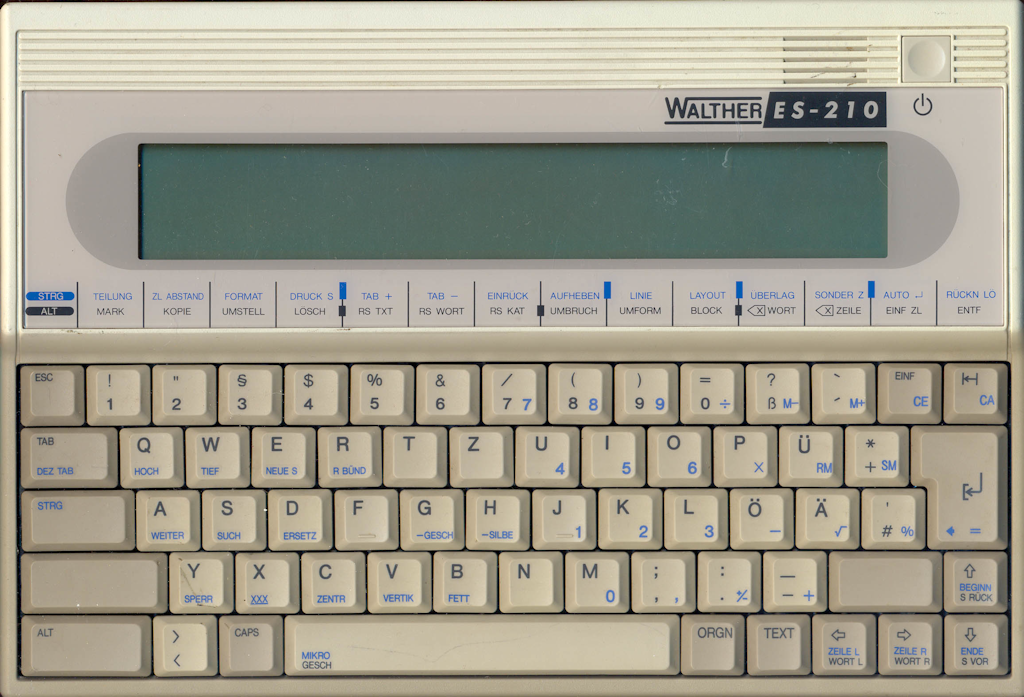 WALTHER ES-210
STRG TEILUNG ZL ABSTAND FORMAT DRUCK S TAB + TAB − EINRÜCK AUFHEBEN LINIE LAYOUT ÜBERLAG SONDER Z AUTO ↵ RÜCKN LÖ
ALT MARK KOPIE UMSTELL LÖSCH RS TXT RS WORT RS KAT UMBRUCH UMFORM BLOCK ⌫ WORT ⌫ ZEILE EINF ZL ENTF
ESC ! " § $ % & / ( ) = ? ` EINF
1 2 3 4 5 6 7 7 8 8 9 9 0 ÷ ß M− ´ M+ CE CA
TAB Q W E R T Z U I O P Ü *
DEZ TAB HOCH TIEF NEUE S R BÜND 4 5 6 × RM + SM
STRG A S D F G H J K L Ö Ä '
WEITER SUCH ERSETZ −GESCH −SILBE 1 2 3 − √ # % =
Y X C V B N M ; : — ⇧
SPERR XXX ZENTR VERTIK FETT 0 , , . ⁒ − + BEGINN
S RÜCK
ALT > CAPS ORGN TEXT ⇦ ⇨ ⇩
< MIKRO ZEILE L ZEILE R ENDE
GESCH WORT L WORT R S VOR